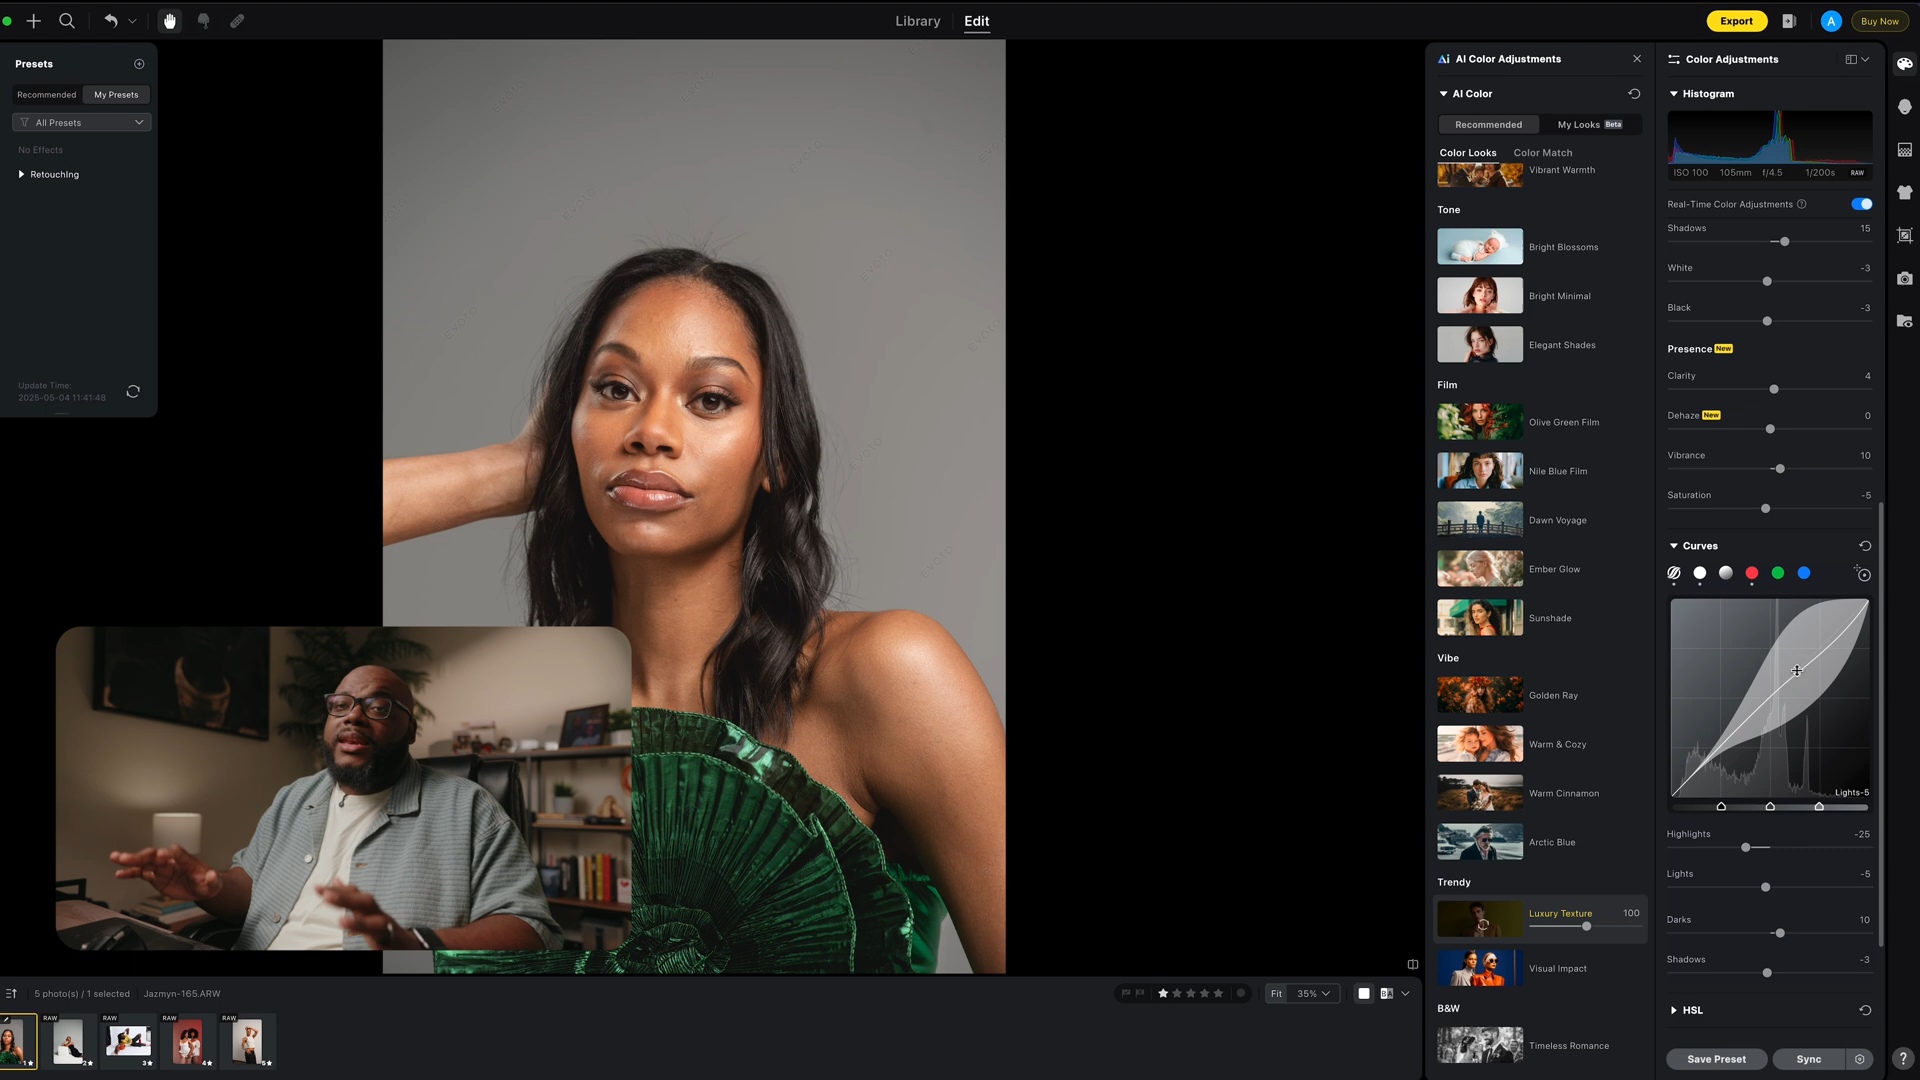 Library
Edit
Export
A
Buy Now
Presets
Recommended
My Presets
All Presets
No Effects
Retouching
Update Time:
2025-05-04 11:41:48
EVOTO
AI Color Adjustments
AI Color
Recommended
My Looks Beta
Color Looks
Color Match
Vibrant Warmth
Tone
Bright Blossoms
Bright Minimal
Elegant Shades
Film
Olive Green Film
Nile Blue Film
Dawn Voyage
Ember Glow
Sunshade
Vibe
Golden Ray
Warm & Cozy
Warm Cinnamon
Arctic Blue
Trendy
Luxury Texture 100
Visual Impact
B&W
Timeless Romance
Color Adjustments
Histogram
ISO 100 105mm f/4.5 1/200s RAW
Real-Time Color Adjustments
Shadows 15
White -3
Black -3
Presence New
Clarity 4
Dehaze New 0
Vibrance 10
Saturation -5
Curves
Lights-5
Highlights -25
Lights -5
Darks 10
Shadows -3
HSL
Save Preset
Sync
?
5 photo(s) / 1 selected Jazmyn-165.ARW
Fit
35%
RAW
RAW
RAW
RAW
1★
2★
3★
4★
5★